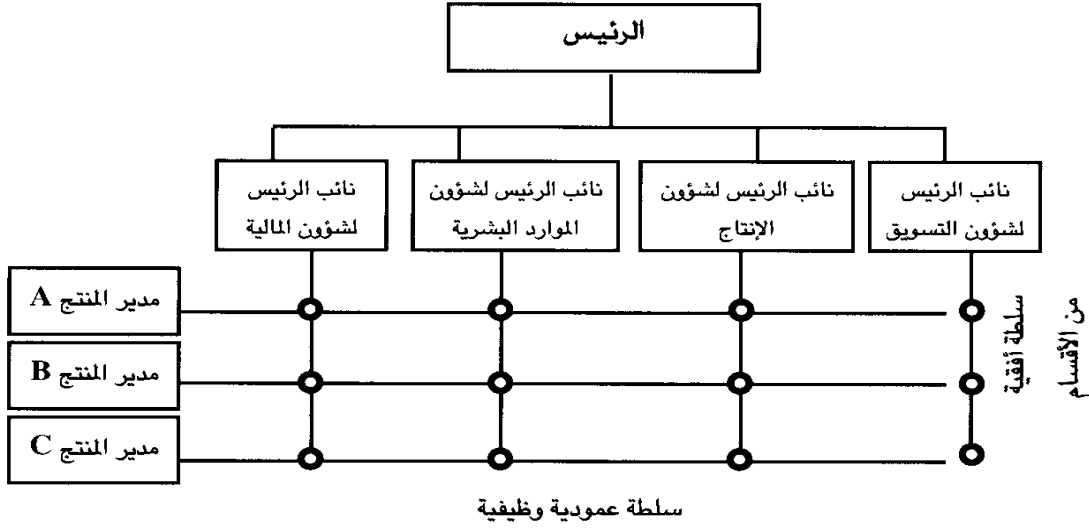 الرئيس
نائب الرئيس
لشؤون التسويق
نائب الرئيس لشؤون
الإنتاج
نائب الرئيس لشؤون
الموارد البشرية
نائب الرئيس
لشؤون المالية
مدير المنتج A
مدير المنتج B
مدير المنتج C
سلطة أفقية
من الأقسام
سلطة عمودية وظيفية